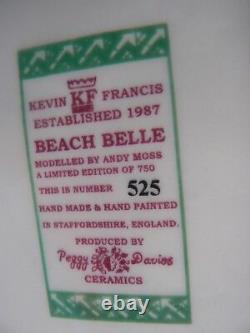 KEVIN KF FRANCIS
ESTABLISHED 1987
BEACH BELLE
MODELLED BY ANDY MOSS
A LIMITED EDITION OF 750
THIS IS NUMBER 525
HAND MADE & HAND PAINTED
IN STAFFORDSHIRE, ENGLAND.
PRODUCED BY
Peggy Davies
CERAMICS